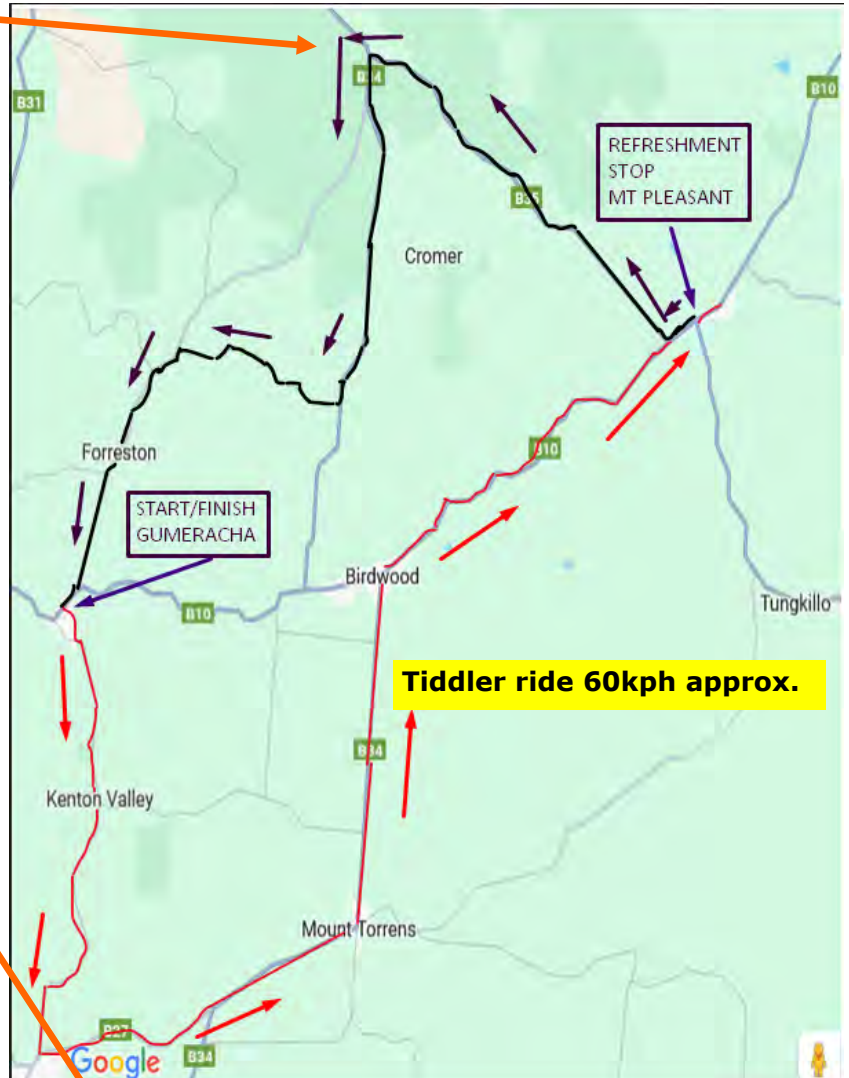 B34
B31
B10
REFRESHMENT
STOP
MT PLEASANT
B35
Cromer
Forreston
B10
START/FINISH
GUMERACHA
Birdwood
B10
Tungkillo
Tiddler ride 60kph approx.
B34
Kenton Valley
Mount Torrens
B27
Google
B34